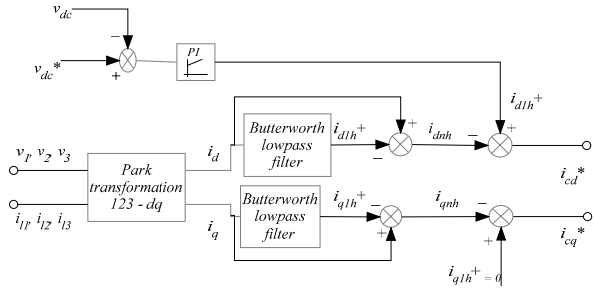 v_dc
−
v_dc*
+
PI
i_d1h+
v_1, v_2, v_3
i_l1, i_l2, i_l3
Park
transformation
123 - dq
i_d
Butterworth
lowpass
filter
i_d1h+
+
−
i_dnh
−
+
i_cd*
i_q
Butterworth
lowpass
filter
i_q1h+
−
+
i_qnh
−
+
i_cq*
i_q1h+ = 0